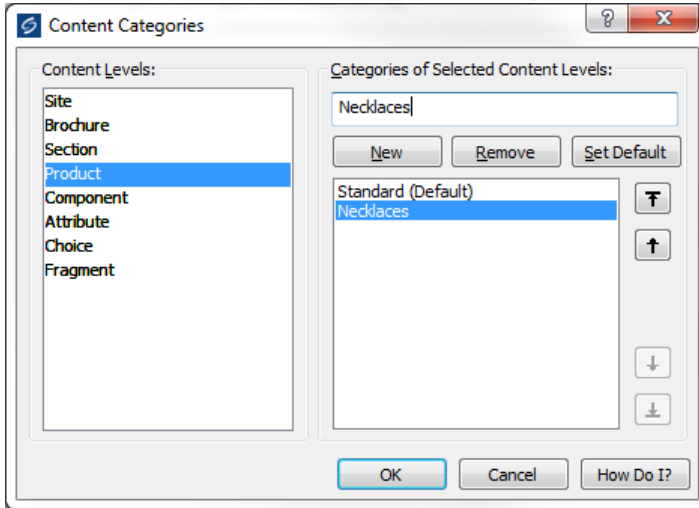 Content Categories
Content Levels:
Site
Brochure
Section
Product
Component
Attribute
Choice
Fragment
Categories of Selected Content Levels:
Necklaces
New Remove Set Default
Standard (Default)
Necklaces
OK Cancel How Do I?